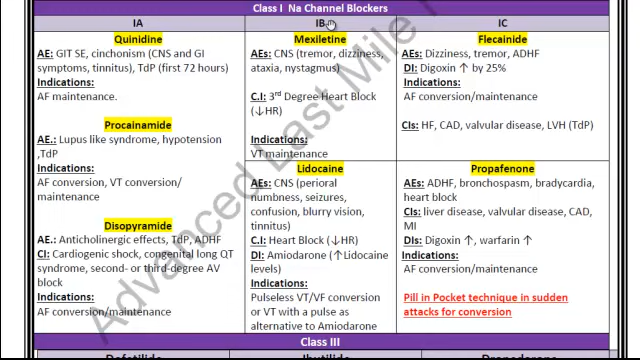 Class I Na Channel Blockers
IA
IB
IC
Quinidine
AE: GIT SE, cinchonism (CNS and GI
symptoms, tinnitus), TdP (first 72 hours)
Indications:
AF maintenance.
Procainamide
AE.: Lupus like syndrome, hypotension
,TdP
Indications:
AF conversion, VT conversion/
maintenance
Disopyramide
AE.: Anticholinergic effects, TdP, ADHF
CI: Cardiogenic shock, congenital long QT
syndrome, second- or third-degree AV
block
Indications:
AF conversion/maintenance
Mexiletine
AEs: CNS (tremor, dizziness,
ataxia, nystagmus)
C.I: 3rd Degree Heart Block
(↓HR)
Indications:
VT maintenance
Lidocaine
AEs: CNS (perioral
numbness, seizures,
confusion, blurry vision,
tinnitus)
C.I: Heart Block (↓HR)
DI: Amiodarone (↑Lidocaine
levels)
Indications:
Pulseless VT/VF conversion
or VT with a pulse as
alternative to Amiodarone
Flecainide
AEs: Dizziness, tremor, ADHF
DI: Digoxin ↑ by 25%
Indications:
AF conversion/maintenance
CIs: HF, CAD, valvular disease, LVH (TdP)
Propafenone
AEs: ADHF, bronchospasm, bradycardia,
heart block
CIs: liver disease, valvular disease, CAD,
MI
DIs: Digoxin ↑, warfarin ↑
Indications:
AF conversion/maintenance
Pill in Pocket technique in sudden
attacks for conversion
Class III
Dofetilide
Ibutilide
Dronedarone
Advanced Last Mile